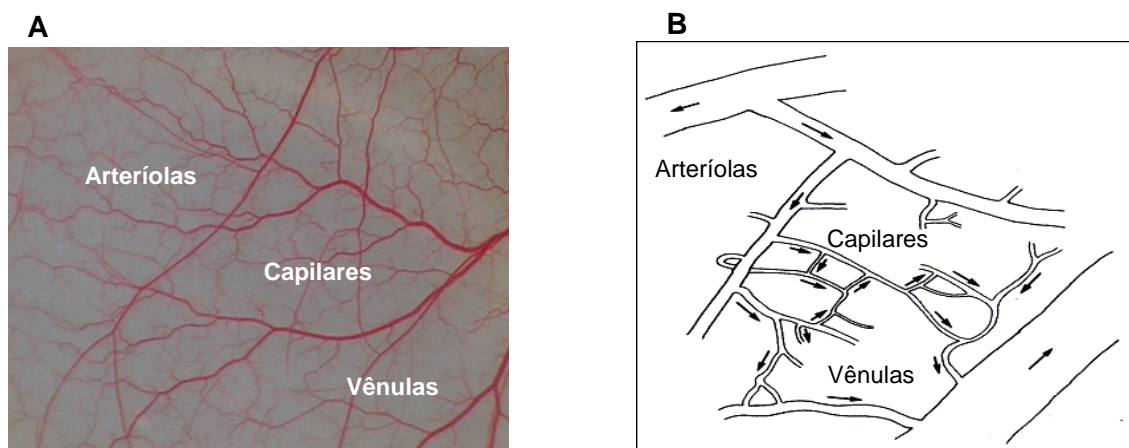 A
Arteríolas
Capilares
Vênulas
B
Arteríolas
Capilares
Vênulas